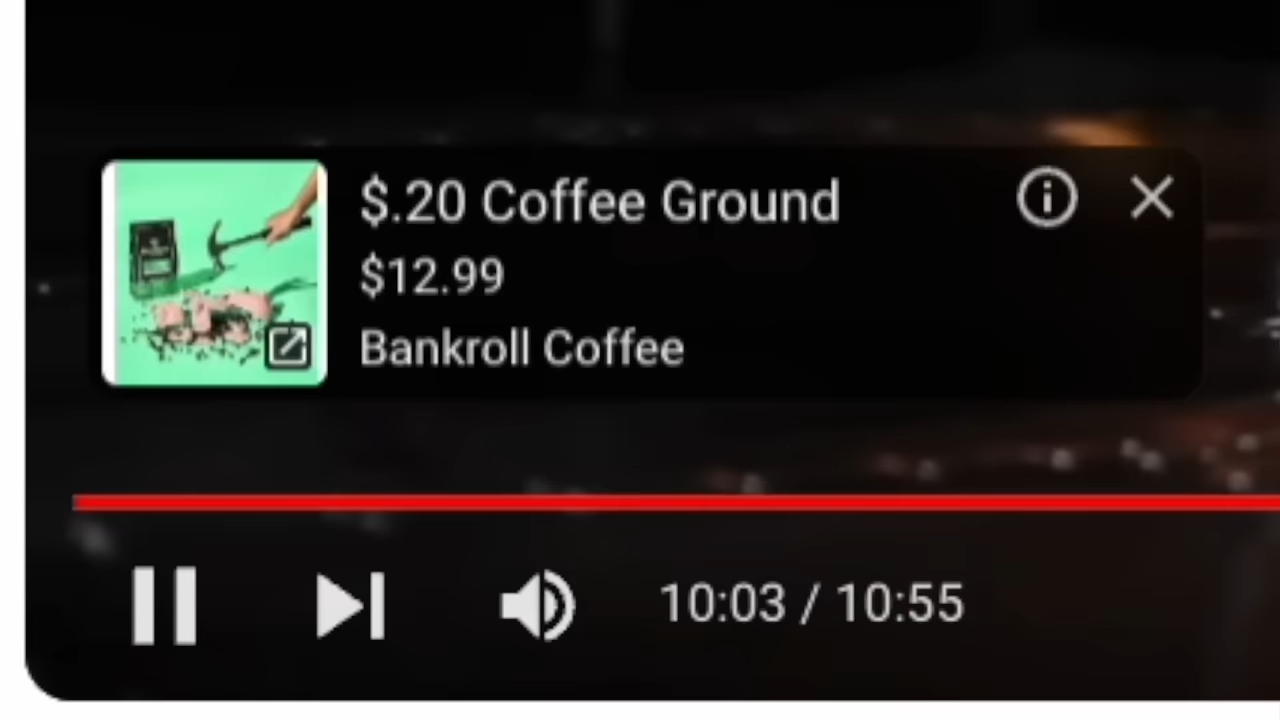 $.20 Coffee Ground
$12.99
Bankroll Coffee
10:03 / 10:55